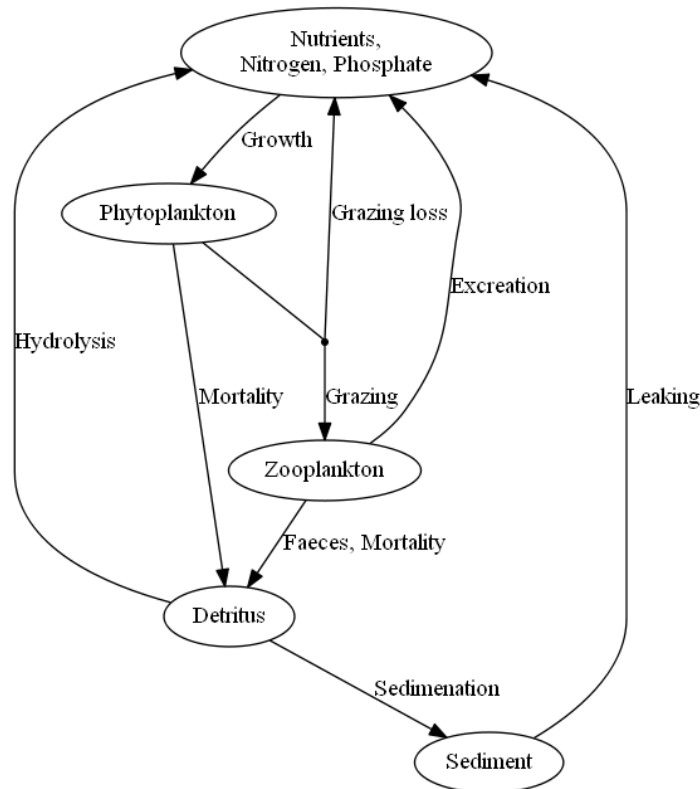 Nutrients,
Nitrogen, Phosphate
Growth
Phytoplankton
Grazing loss
Excreation
Hydrolysis
Mortality
Grazing
Leaking
Zooplankton
Faeces, Mortality
Detritus
Sedimenation
Sediment